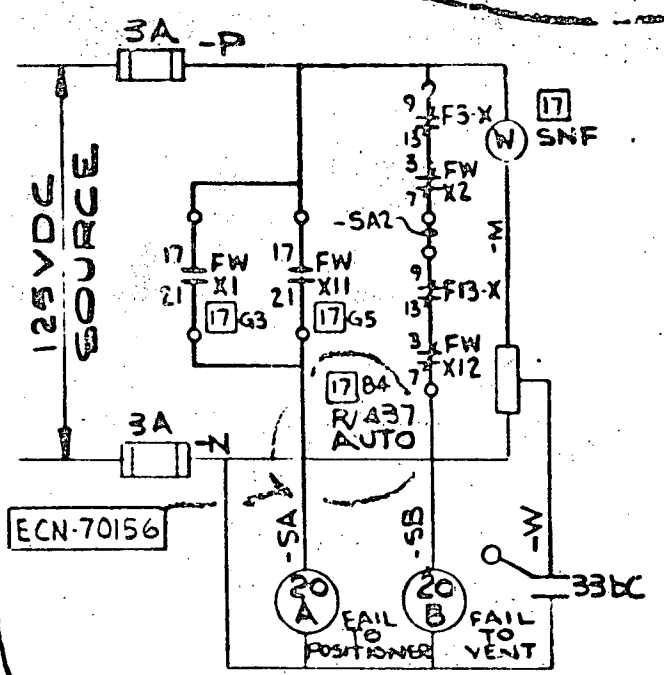 3A -P
17
SNF
W
9 F3-X
15
3 FW
7 X2
-SA2
-M
125VDC
SOURCE
17 FW
21 X1
17 G3
17 FW
21 X11
17 G5
9 F13-X
13
3 FW
7 X12
17 B4
AUTO
3A -N
ECN-70156
-SA
-SB
-W
20
A
FAIL
TO
POSITIONER
20
B
FAIL
TO
VENT
33bC